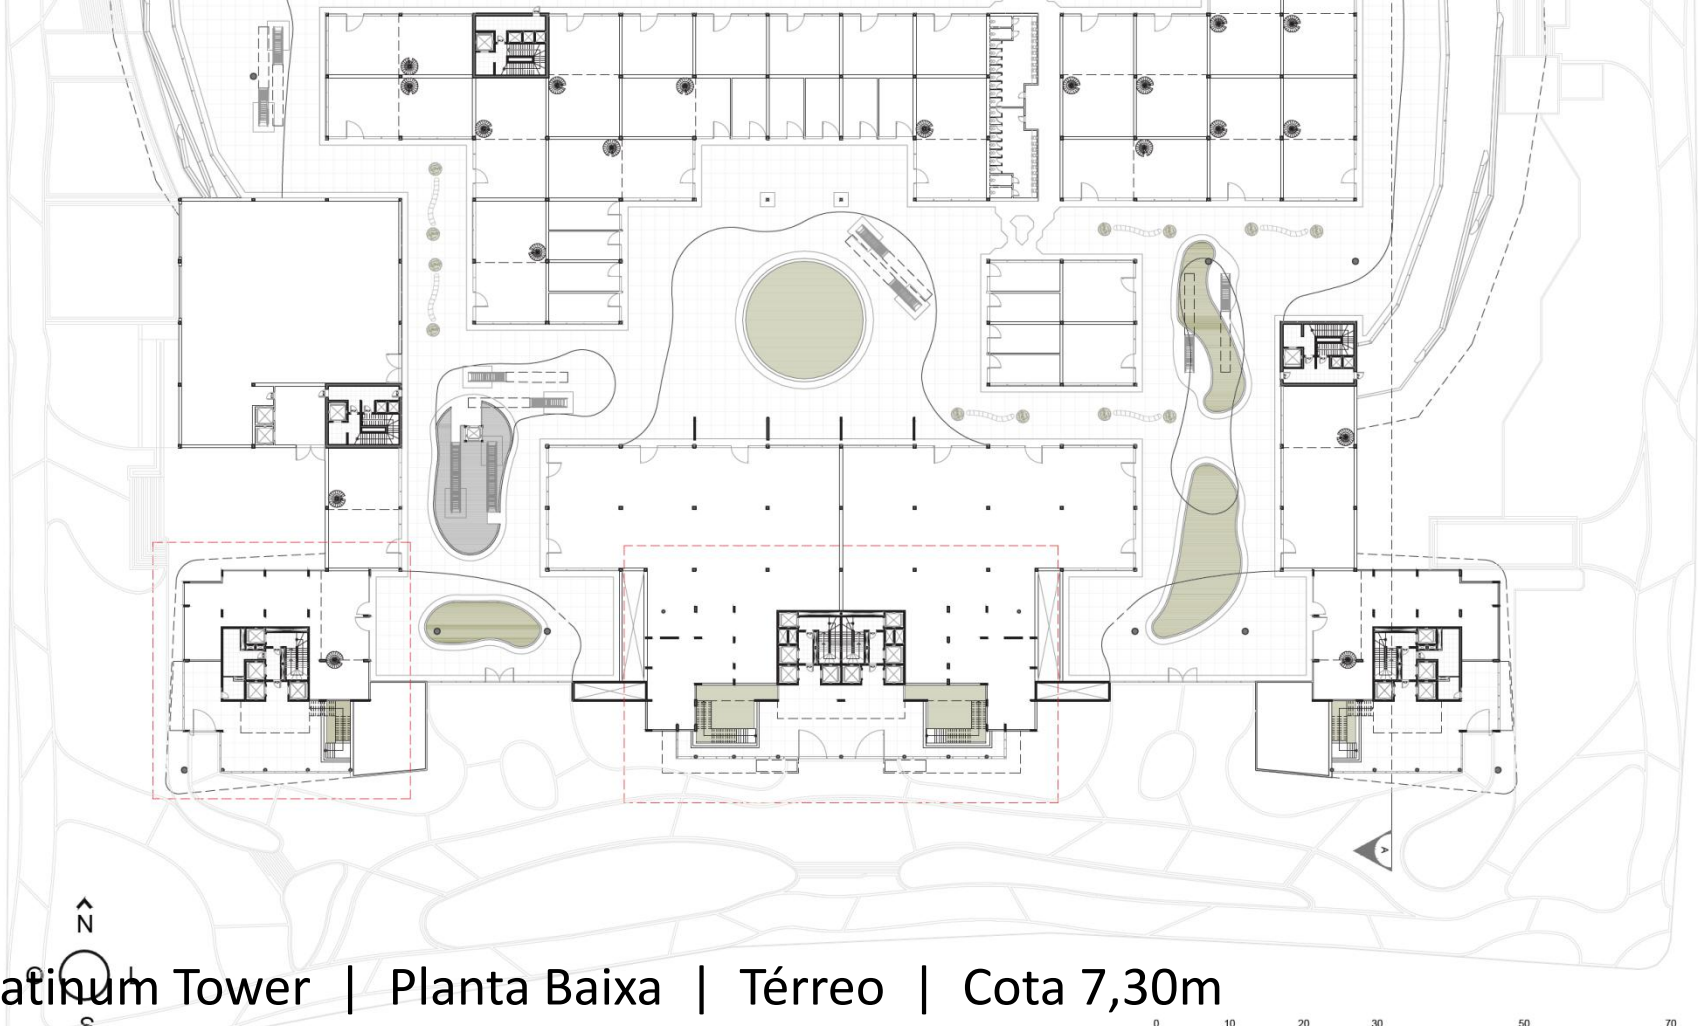 A
N
O L
atinum Tower | Planta Baixa | Térreo | Cota 7,30m
S
0 10 20 30 50 70